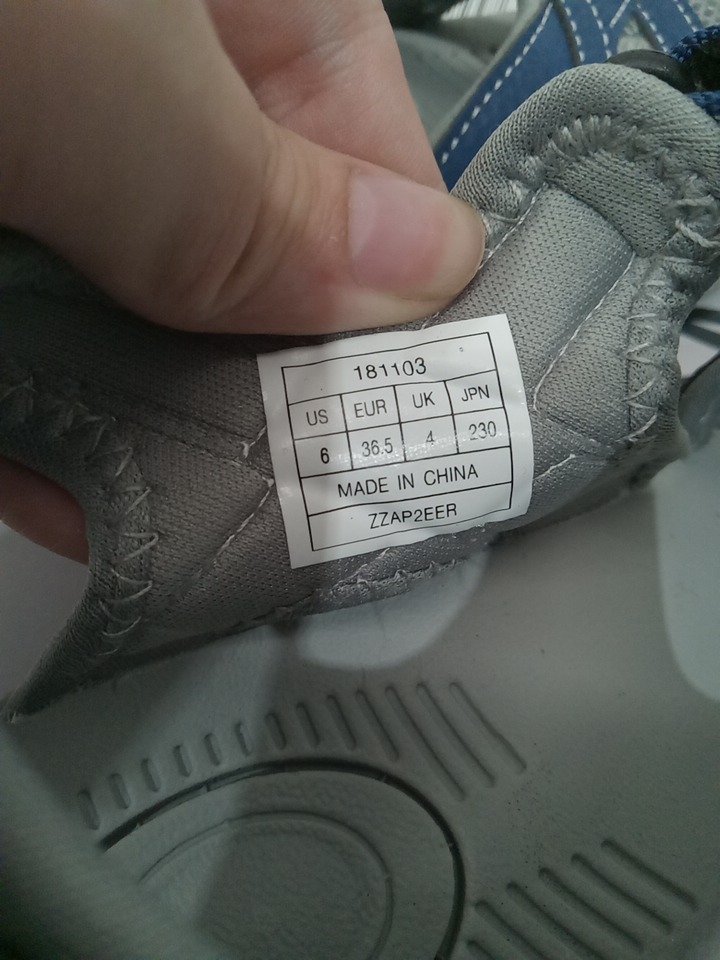 181103
US EUR UK JPN
6 36.5 4 230
MADE IN CHINA
ZZAP2EER